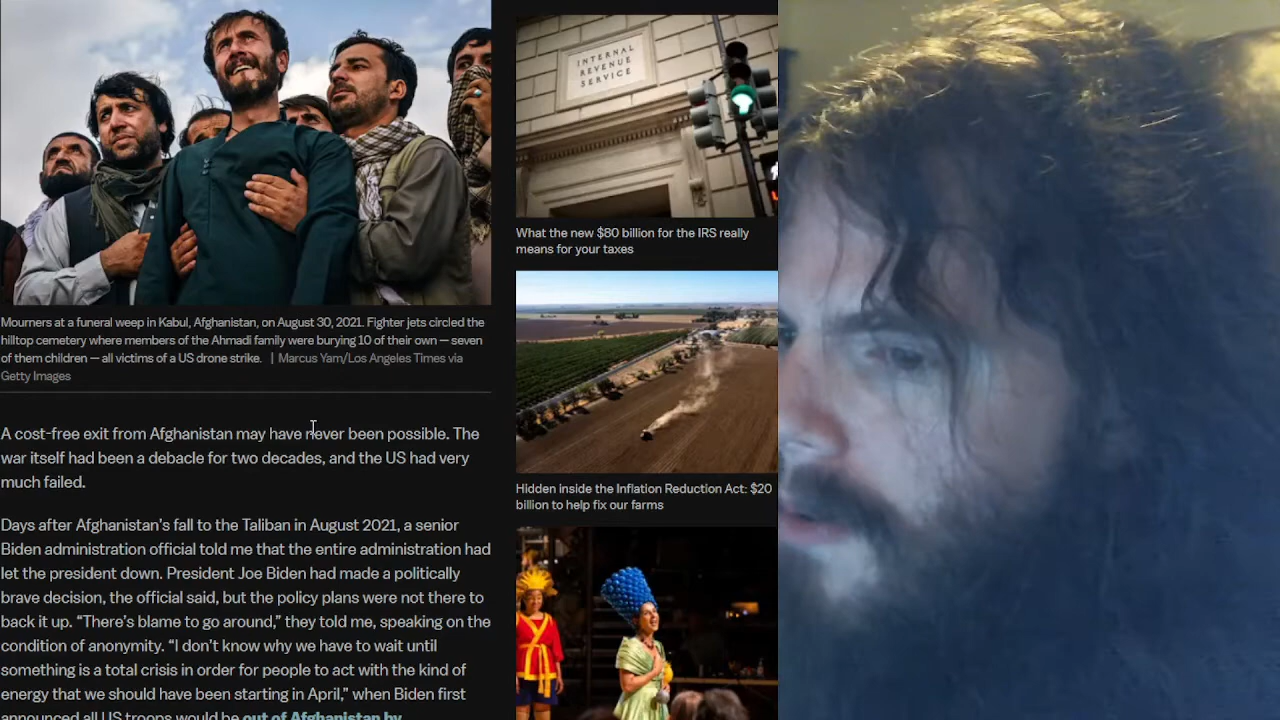 INTERNAL
REVENUE
SERVICE
What the new $80 billion for the IRS really
means for your taxes
Mourners at a funeral weep in Kabul, Afghanistan, on August 30, 2021. Fighter jets circled the
hilltop cemetery where members of the Ahmadi family were burying 10 of their own — seven
of them children — all victims of a US drone strike. | Marcus Yam/Los Angeles Times via
Getty Images
A cost-free exit from Afghanistan may have never been possible. The
war itself had been a debacle for two decades, and the US had very
much failed.
Days after Afghanistan's fall to the Taliban in August 2021, a senior
Biden administration official told me that the entire administration had
let the president down. President Joe Biden had made a politically
brave decision, the official said, but the policy plans were not there to
back it up. “There's blame to go around,” they told me, speaking on the
condition of anonymity. “I don't know why we have to wait until
something is a total crisis in order for people to act with the kind of
energy that we should have been starting in April,” when Biden first
announced all US troops would be out of Afghanistan by
Hidden inside the Inflation Reduction Act: $20
billion to help fix our farms